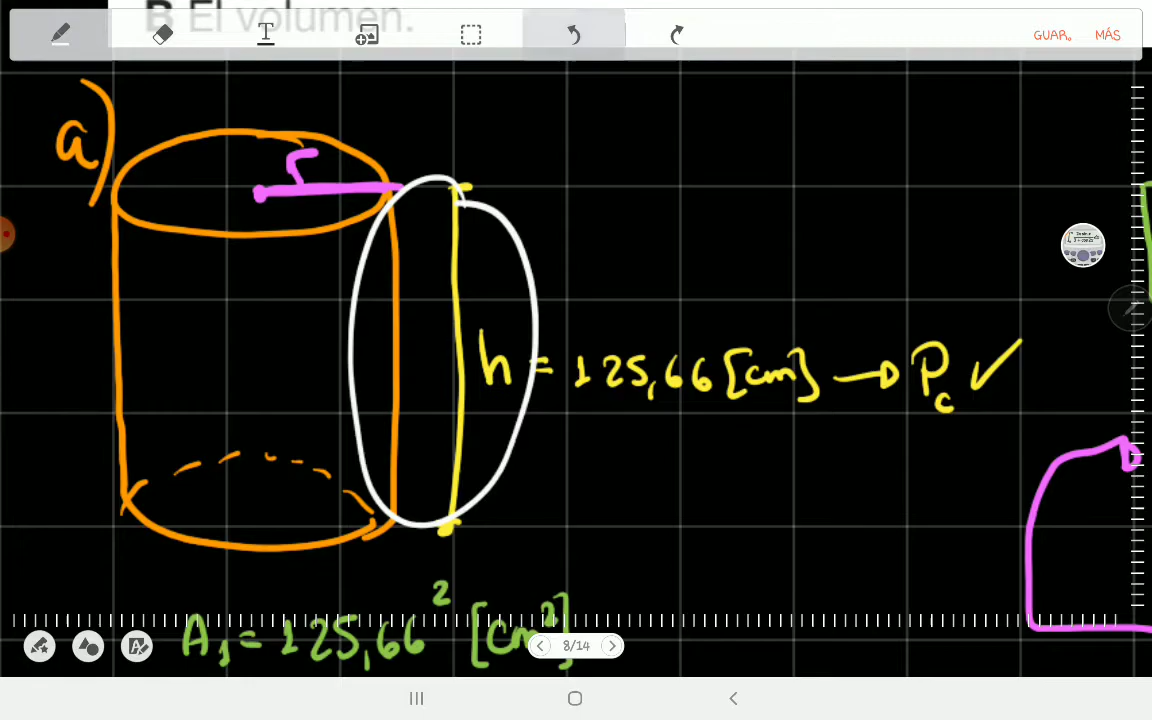 B El volumen.
T
GUAR.
MÁS
a)
r
h = 125,66 [cm] → Pc ✓
A1 = 125,66² [cm²]
8/14